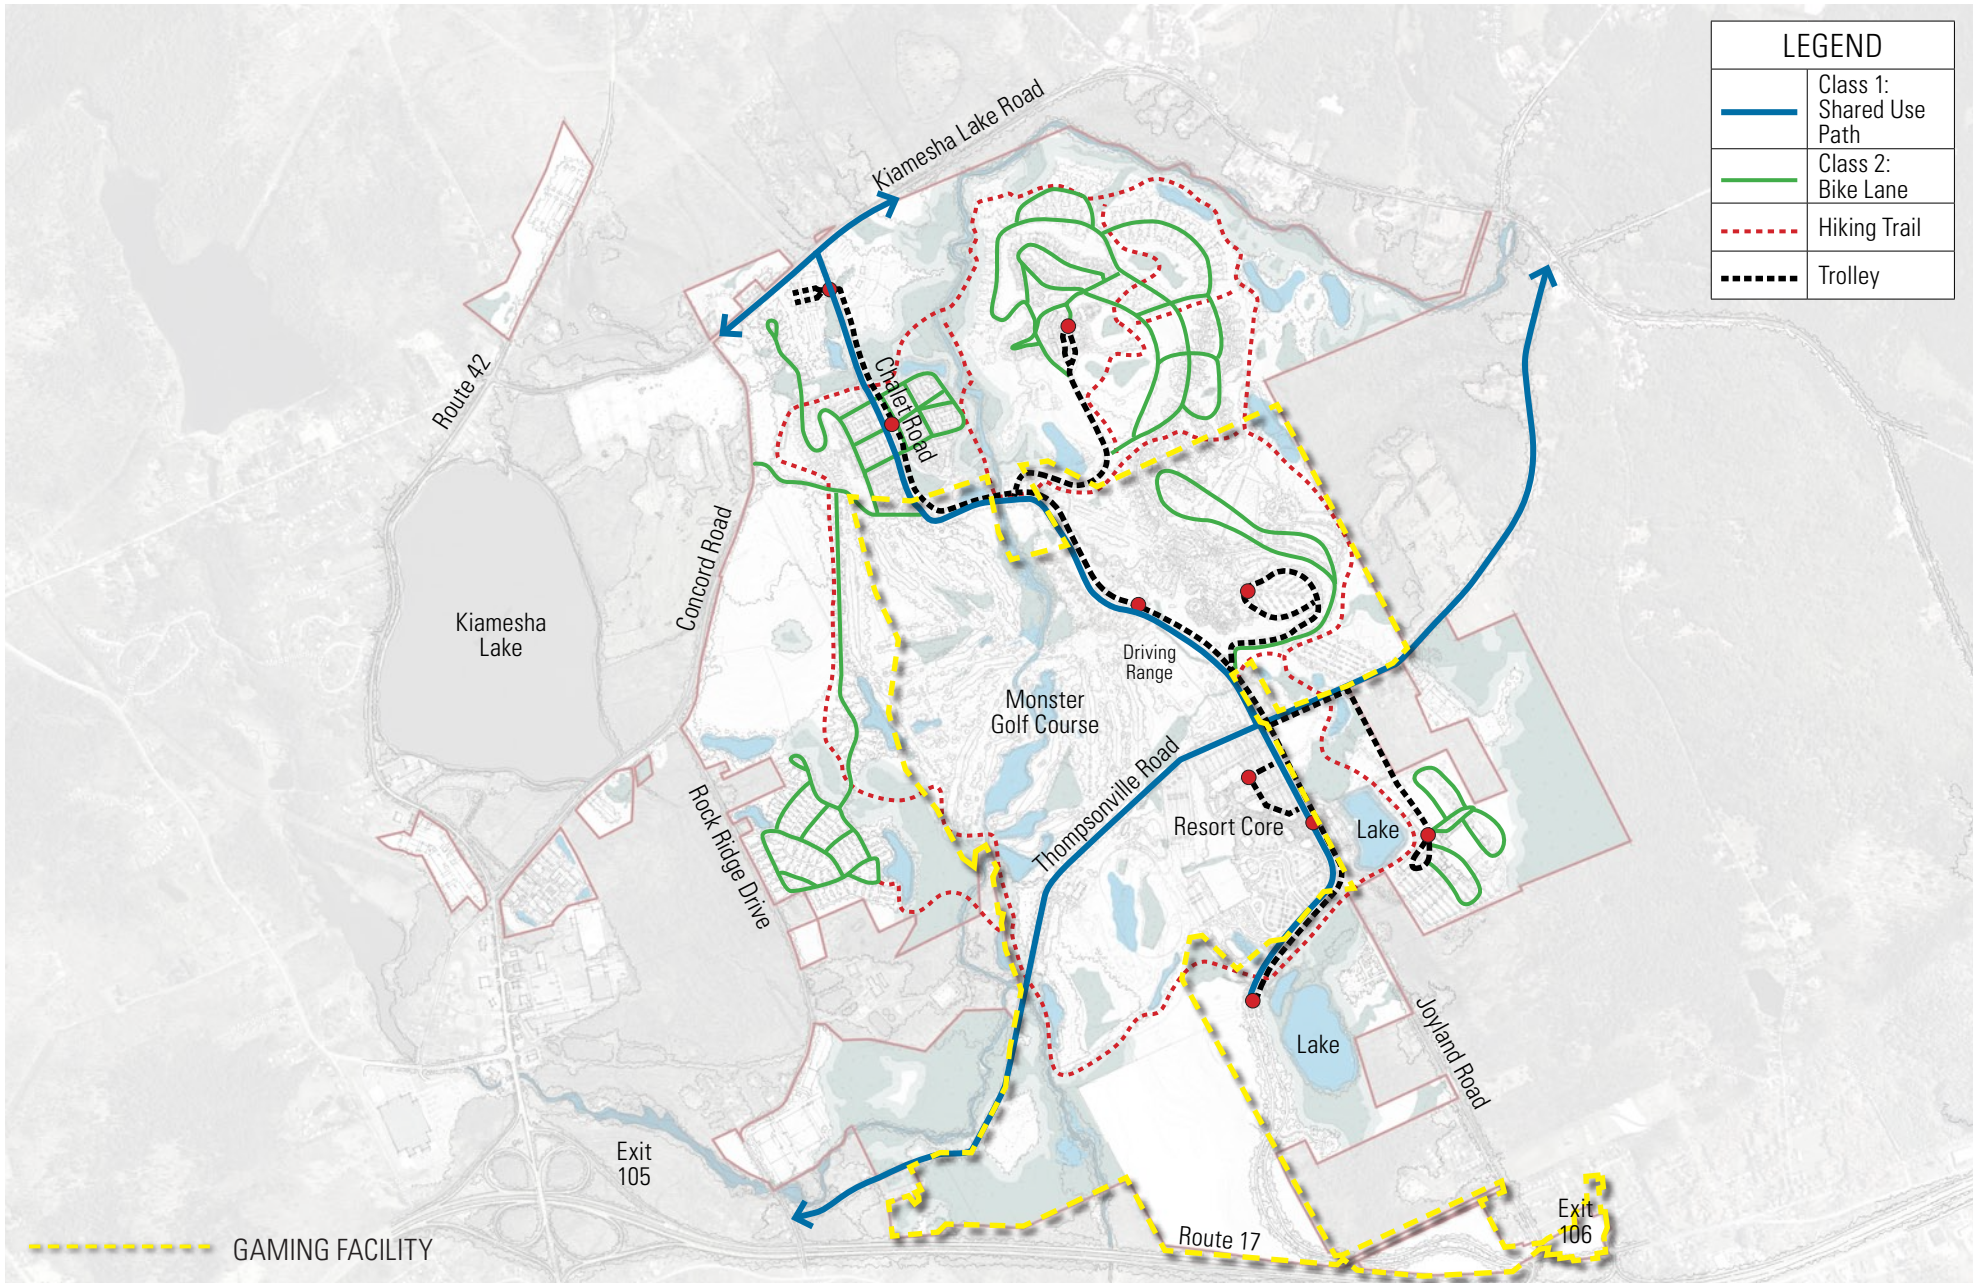 LEGEND
Class 1:
Shared Use
Path
Class 2:
Bike Lane
Hiking Trail
Trolley
Kiamesha Lake Road
Route 42
Chalet Road
Concord Road
Kiamesha
Lake
Driving
Range
Monster
Golf Course
Thompsonville Road
Rock Ridge Drive
Resort Core
Lake
Lake
Joyland Road
Exit
105
Exit
106
Route 17
GAMING FACILITY